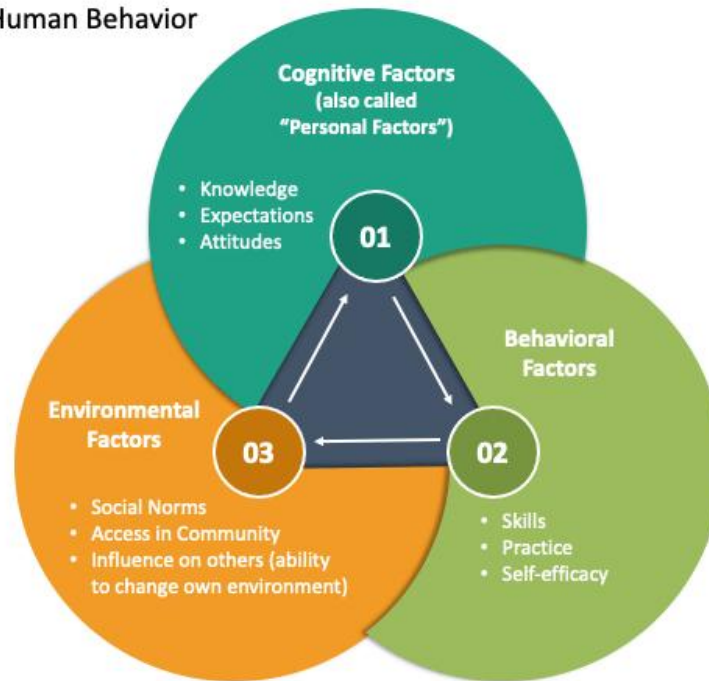 Human Behavior
Cognitive Factors
(also called
“Personal Factors”)
• Knowledge
• Expectations
• Attitudes
01
Behavioral
Factors
Environmental
Factors
03
02
• Social Norms
• Access in Community
• Influence on others (ability
to change own environment)
• Skills
• Practice
• Self-efficacy